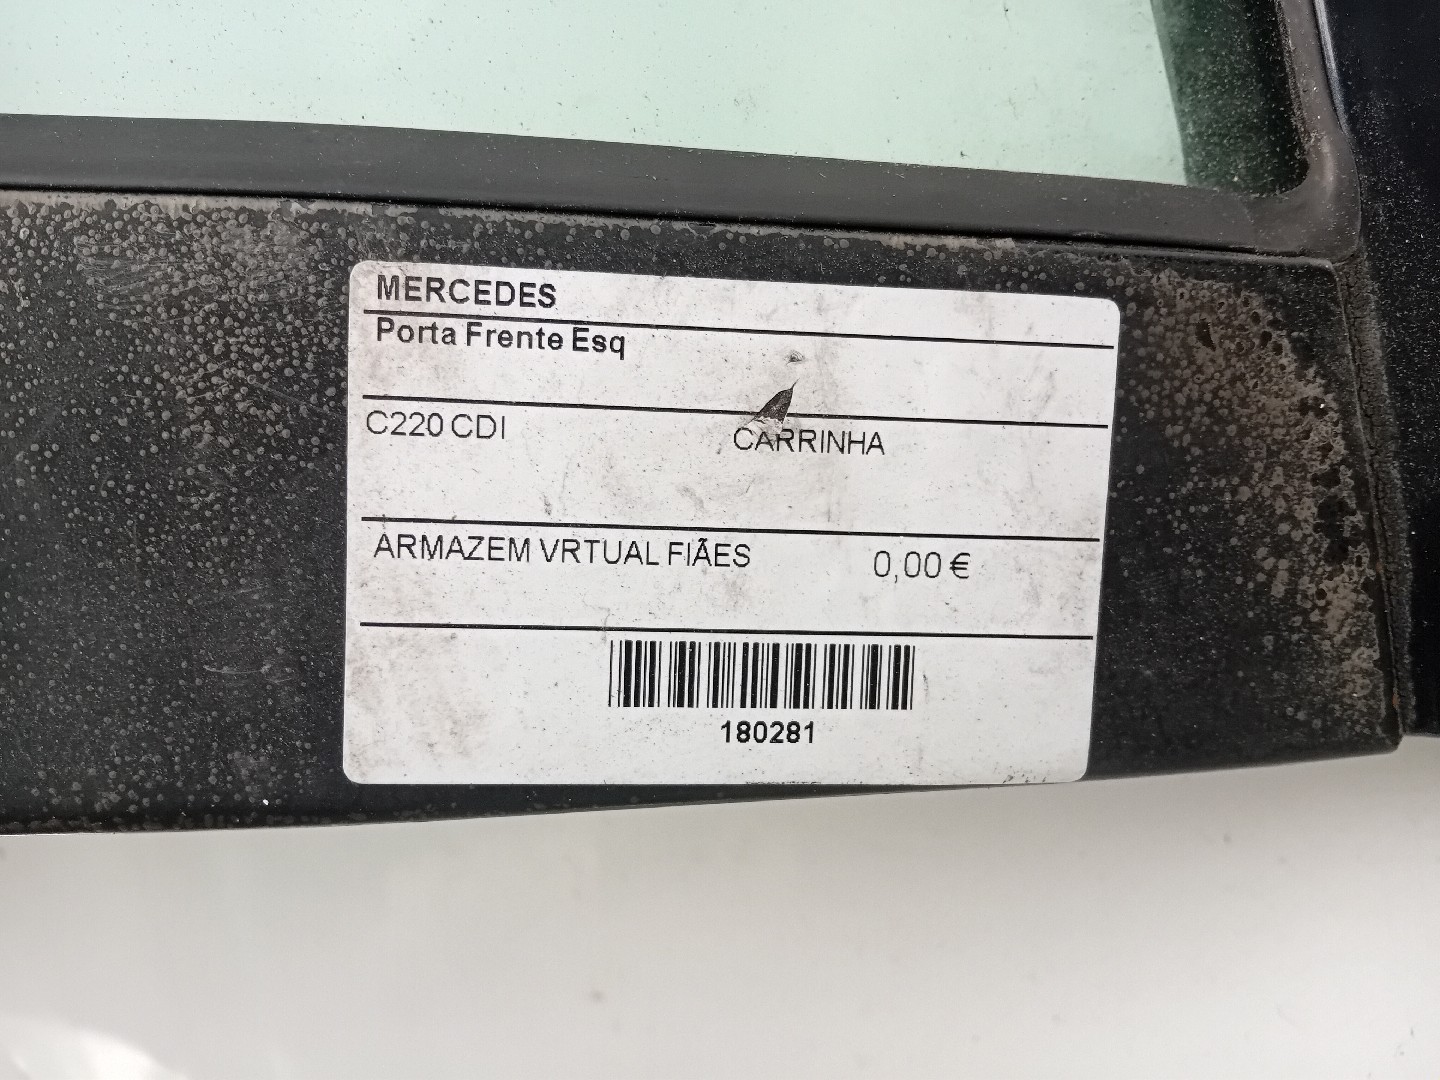 MERCEDES
Porta Frente Esq
C220 CDI CARRINHA
ARMAZEM VRTUAL FIÃES 0,00 €
180281